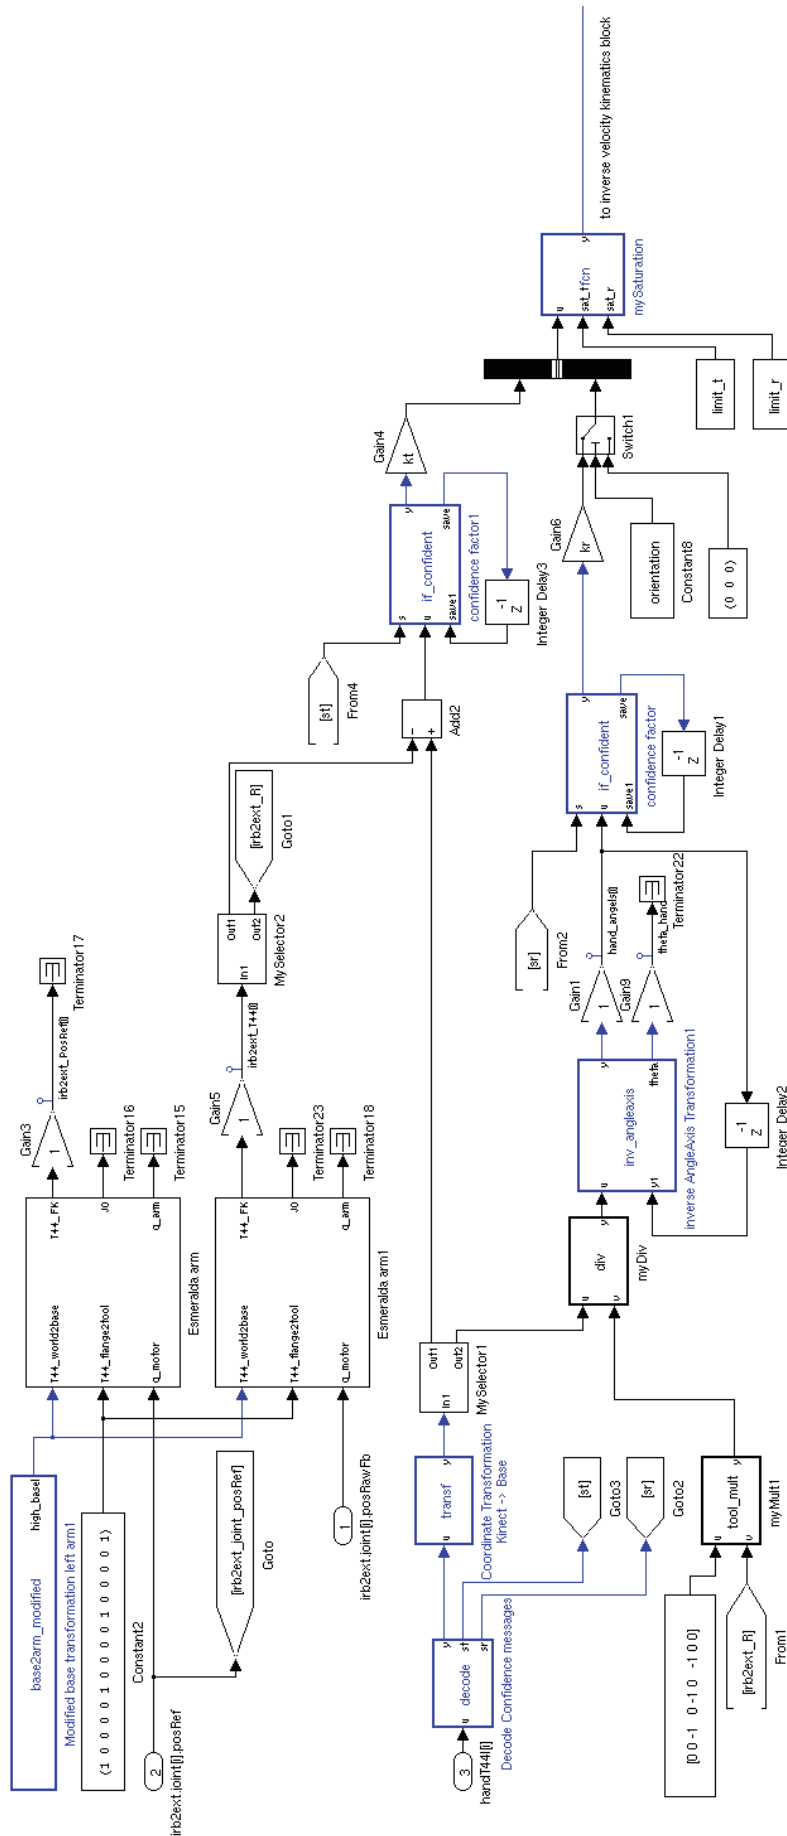 base2arm_modified
high_basel
Modified base transformation left arm1
(1 0 0 0 0 1 0 0 0 0 1 0 0 0 0 1)
Constant2
2
irb2ext.joint[i].posRef
[irb2ext_joint_posRef]
Goto
T44_world2base
T44_flange2tool
q_motor
T44_FK
J0
q_arm
Esmeralda arm
Gain3
1
irb2ext_PosRef[i]
Terminator17
Terminator16
Terminator15
1
irb2ext.joint[i].posRawFb
T44_world2base
T44_flange2tool
q_motor
T44_FK
J0
q_arm
Esmeralda arm1
Gain5
1
irb2ext_T44[i]
Terminator23
Terminator18
In1
Out1
Out2
MySelector2
[irb2ext_R]
Goto1
3
handT44l[i]
u
decode
y
st
sr
Decode Confidence messages
u
transf
y
Coordinate Transformation
Kinect -> Base
[st]
Goto3
[sr]
Goto2
In1
Out1
Out2
MySelector1
[0 0 -1 0 -1 0 -1 0 0]
[irb2ext_R]
From1
u
v
tool_mult
y
myMult1
u
v
div
y
myDiv
u
y1
inv_angleaxis
y
theta
inverse AngleAxis Transformation1
Gain1
1
hand_angels[i]
Gain9
1
theta_hand
Terminator22
-1
Z
Integer Delay2
[sr]
From2
s
u
save1
if_confident
y
save
confidence factor
-1
Z
Integer Delay1
-
+
Add2
[st]
From4
s
u
save1
if_confident
y
save
confidence factor1
-1
Z
Integer Delay3
Gain4
kt
Gain6
kr
orientation
Constant8
(0 0 0)
Switch1
limit_t
limit_r
u
sat_t
sat_r
fcn
y
mySaturation
to inverse velocity kinematics block